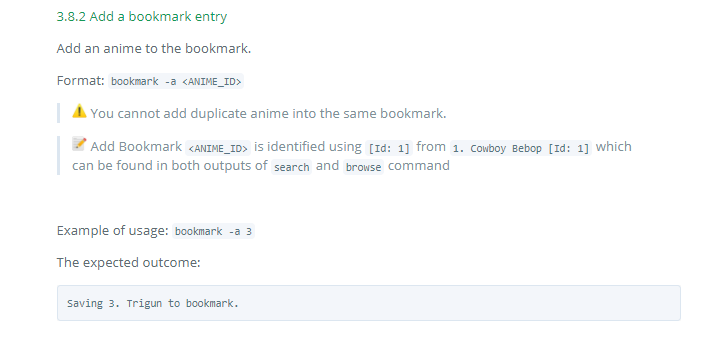 3.8.2 Add a bookmark entry
Add an anime to the bookmark.
Format: bookmark -a <ANIME_ID>
⚠️ You cannot add duplicate anime into the same bookmark.
📝 Add Bookmark <ANIME_ID> is identified using [Id: 1] from 1. Cowboy Bebop [Id: 1] which
can be found in both outputs of search and browse command
Example of usage: bookmark -a 3
The expected outcome:
Saving 3. Trigun to bookmark.